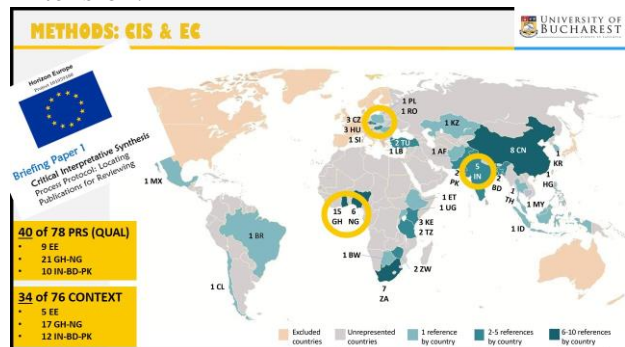 METHODS: CIS & EC
UNIVERSITY OF
BUCHAREST
Horizon Europe
Briefing Paper 1
Critical Interpretative Synthesis
Process Protocol: Locating
Publications for Reviewing
40 of 78 PRS (QUAL)
• 9 EE
• 21 GH-NG
• 10 IN-BD-PK
34 of 76 CONTEXT
• 5 EE
• 17 GH-NG
• 12 IN-BD-PK
1 PL
1 RO
3 CZ
3 HU
1 SI
2 TU
1 LB
1 KZ
1 AF
8 CN
1
KR
5
IN
2
PK
2
BD
1
HG
2
TH
1 MY
1 ID
1 MX
1 BR
1 CL
15
GH
6
NG
1 ET
1 UG
3 KE
2 TZ
1 BW
2 ZW
7
ZA
Excluded
countries
Unrepresented
countries
1 reference
by country
2-5 references
by country
6-10 references
by country